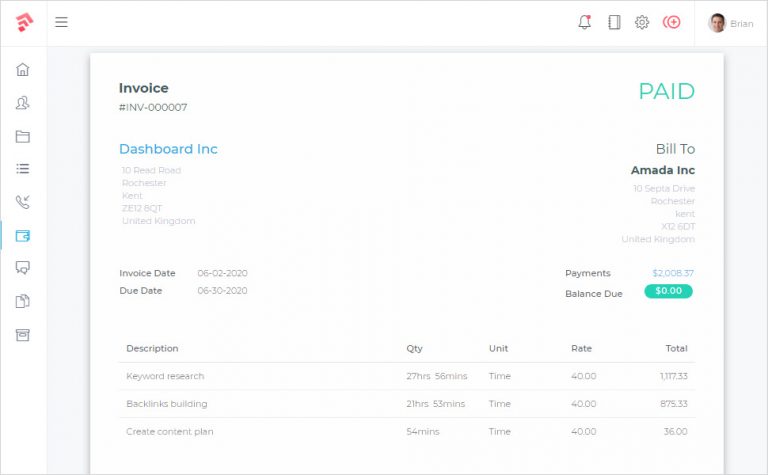 Brian
Invoice
#INV-000007
PAID
Dashboard Inc
10 Read Road
Rochester
Kent
ZE12 8QT
United Kingdom
Bill To
Amada Inc
10 Septa Drive
Rochester
kent
X12 6DT
United Kingdom
Invoice Date 06-02-2020
Due Date 06-30-2020
Payments $2,008.37
Balance Due $0.00
Description Qty Unit Rate Total
Keyword research 27hrs 56mins Time 40.00 1,117.33
Backlinks building 21hrs 53mins Time 40.00 875.33
Create content plan 54mins Time 40.00 36.00